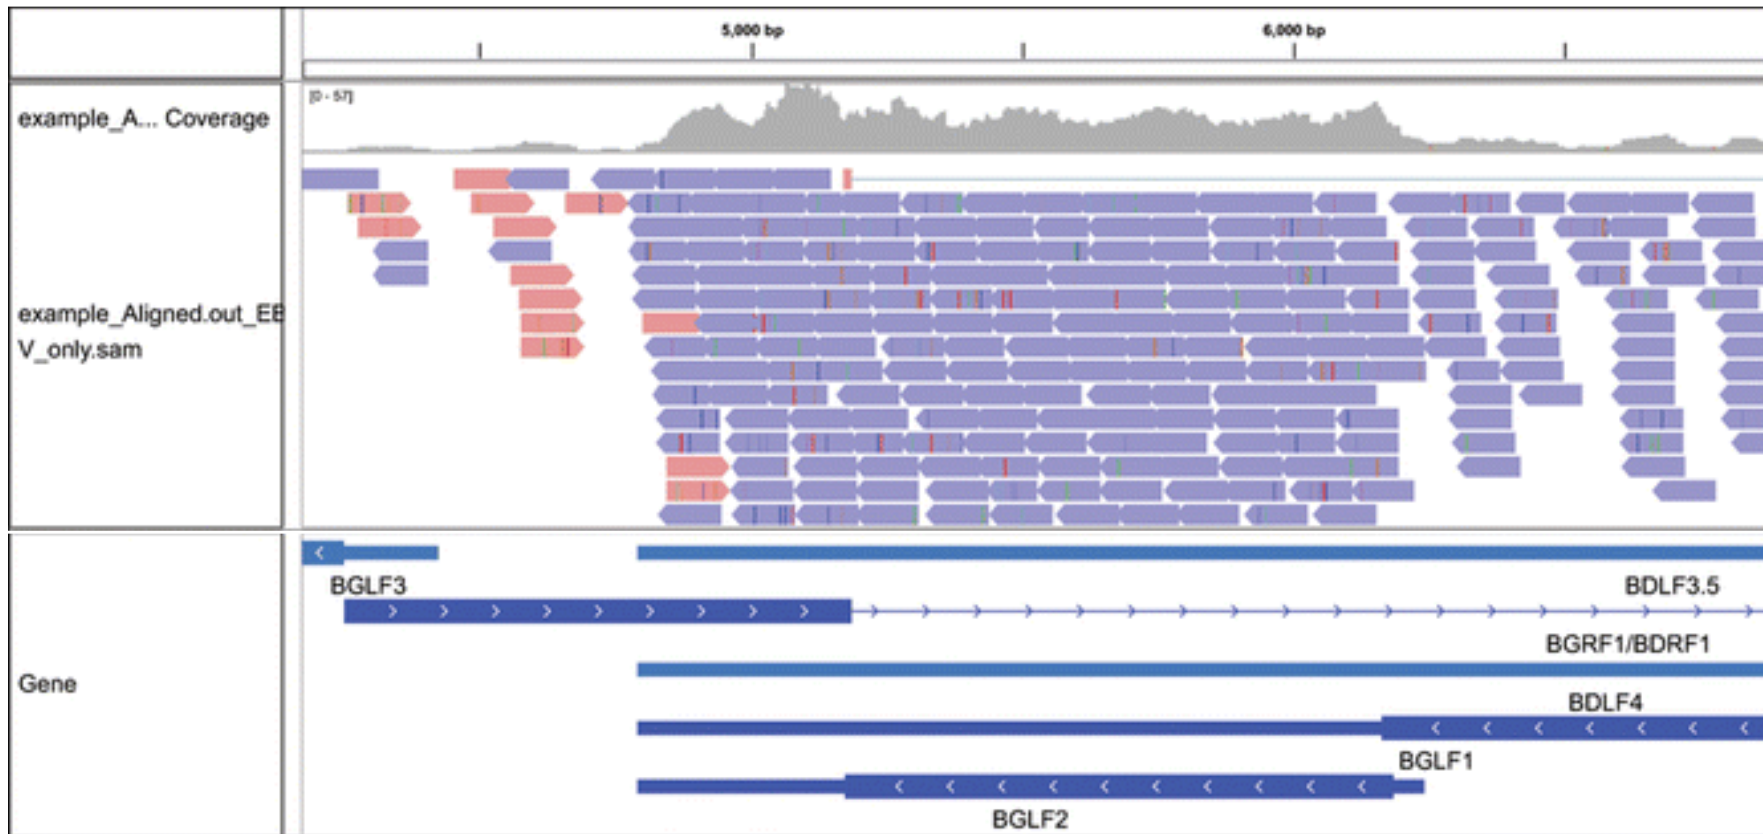 5,000 bp
6,000 bp
[0 - 57]
example_A... Coverage
example_Aligned.out_EB
V_only.sam
BGLF3
BDLF3.5
BGRF1/BDRF1
Gene
BDLF4
BGLF1
BGLF2